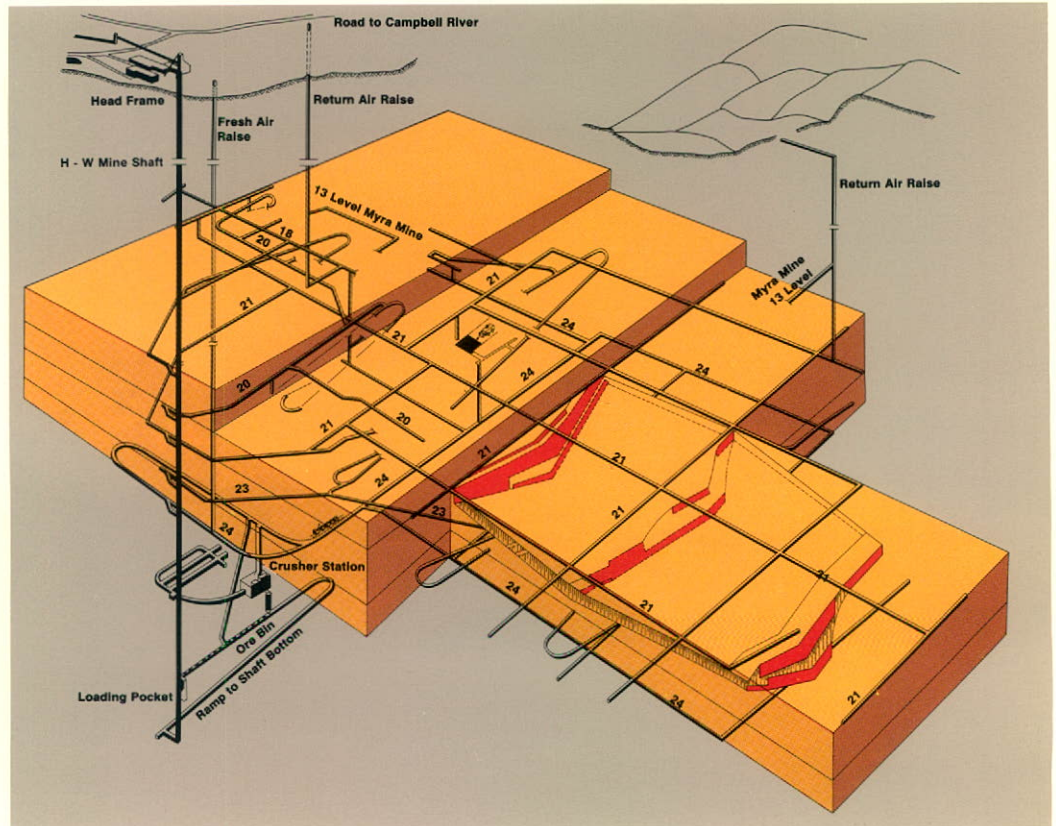 Road to Campbell River
Head Frame
Return Air Raise
Fresh Air
Raise
H - W Mine Shaft
Return Air Raise
13 Level Myra Mine
18
20
21
21
Myra Mine
13 Level
24
21
24
20
24
20
21
21
21
24
23
23
21
24
Crusher Station
24
21
21
Ore Bin
Ramp to Shaft Bottom
Loading Pocket
24
21